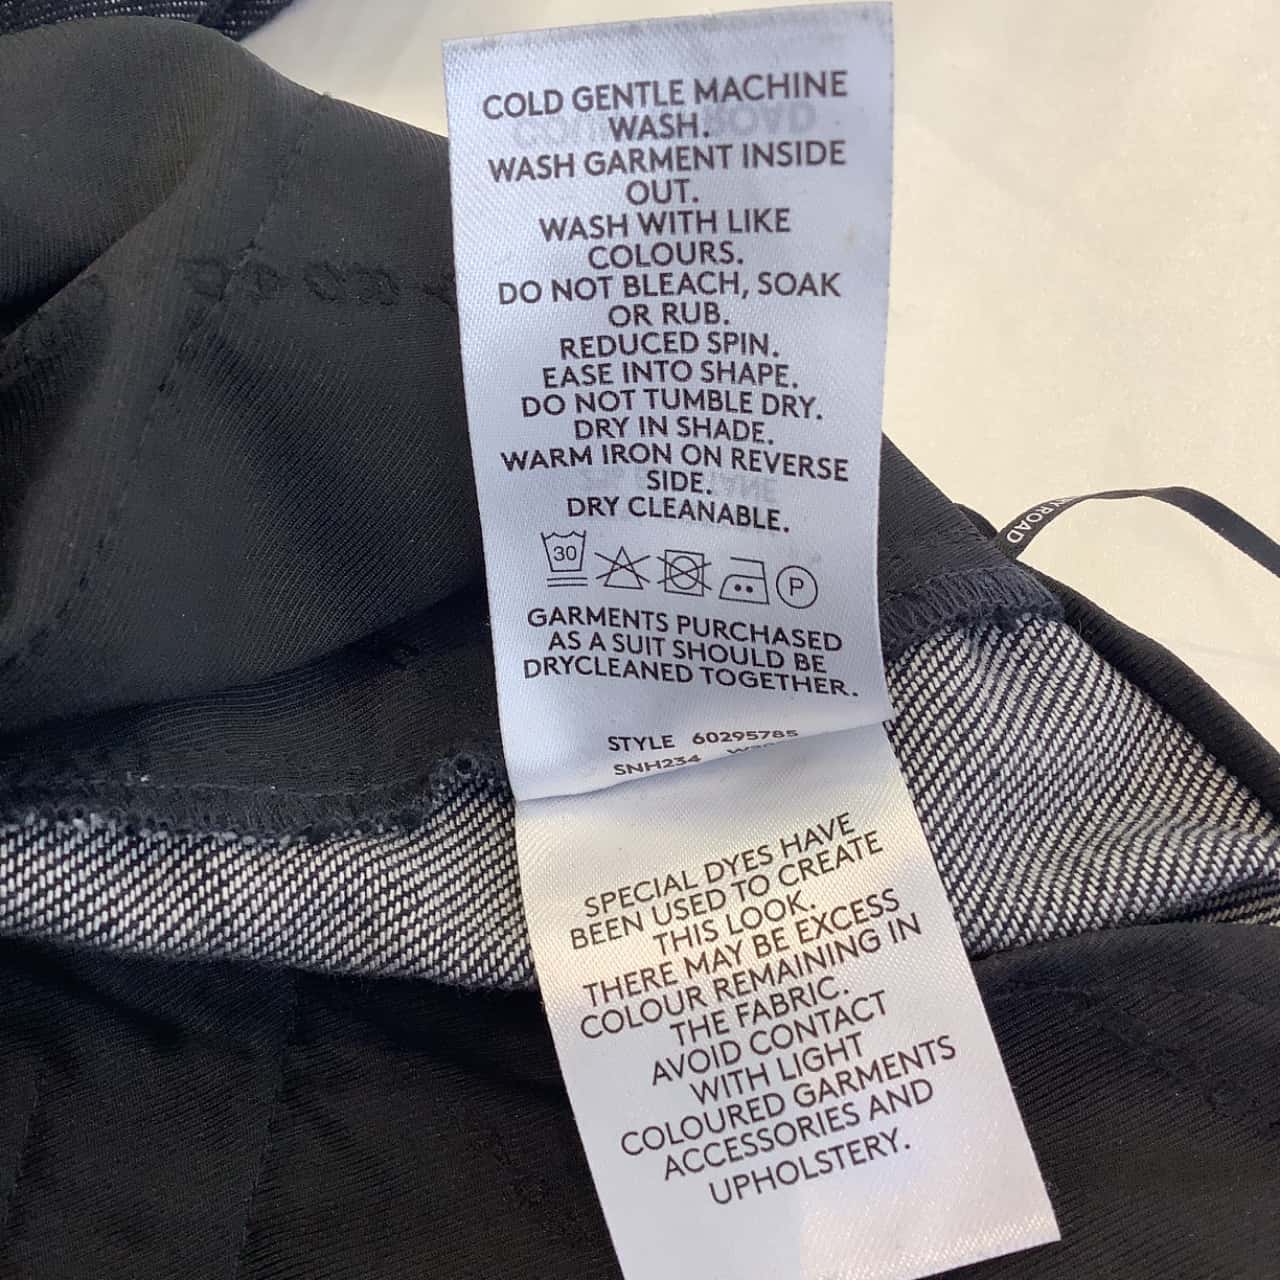 COLD GENTLE MACHINE
WASH.
WASH GARMENT INSIDE
OUT.
WASH WITH LIKE
COLOURS.
DO NOT BLEACH, SOAK
OR RUB.
REDUCED SPIN.
EASE INTO SHAPE.
DO NOT TUMBLE DRY.
DRY IN SHADE.
WARM IRON ON REVERSE
SIDE.
DRY CLEANABLE.
30
P
GARMENTS PURCHASED
AS A SUIT SHOULD BE
DRYCLEANED TOGETHER.
STYLE 60295785
SNH234
SPECIAL DYES HAVE
BEEN USED TO CREATE
THIS LOOK.
THERE MAY BE EXCESS
COLOUR REMAINING IN
THE FABRIC.
AVOID CONTACT
WITH LIGHT
COLOURED GARMENTS
ACCESSORIES AND
UPHOLSTERY.
ROAD